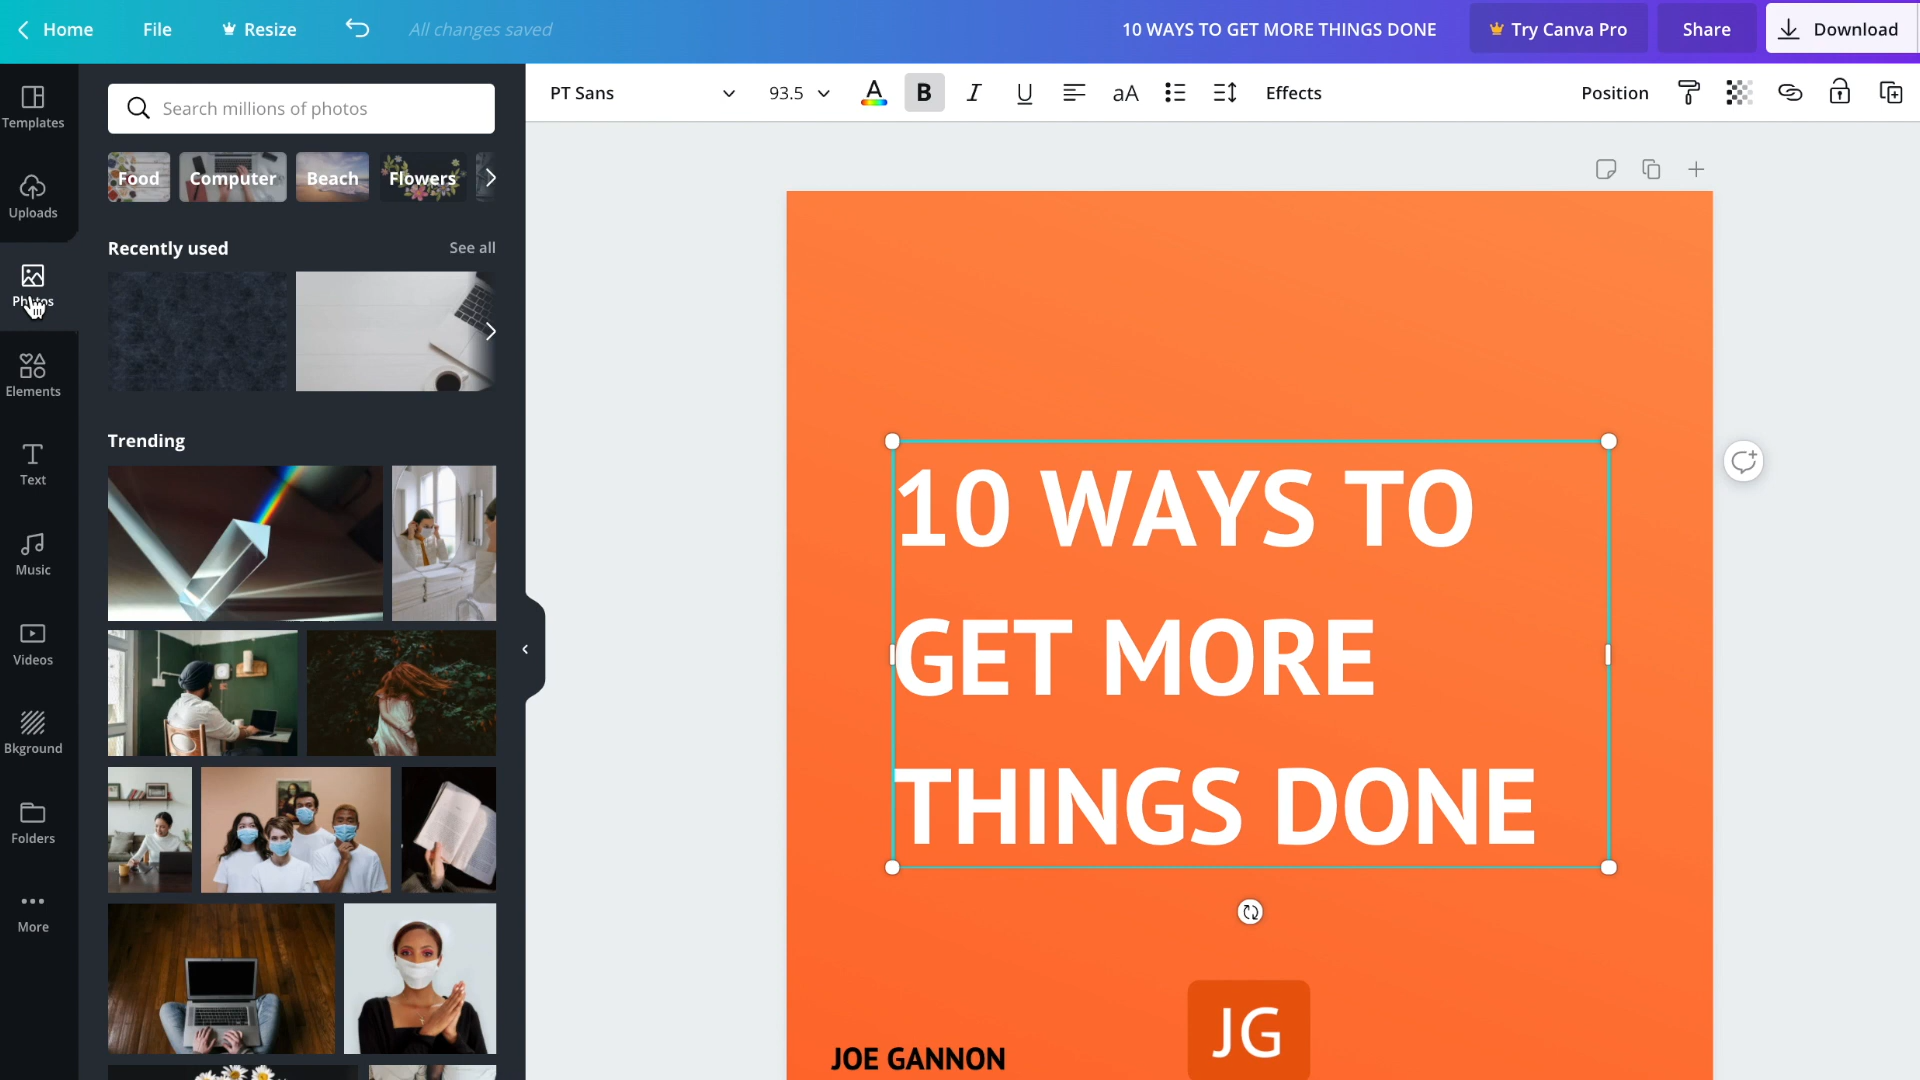 Home File Resize All changes saved 10 WAYS TO GET MORE THINGS DONE Try Canva Pro Share Download
PT Sans 93.5 A B I U aA Effects Position
Templates
Uploads
Photos
Elements
Text
Music
Videos
Bkground
Folders
More
Search millions of photos
Food Computer Beach Flowers
Recently used See all
Trending
10 WAYS TO
GET MORE
THINGS DONE
JG
JOE GANNON